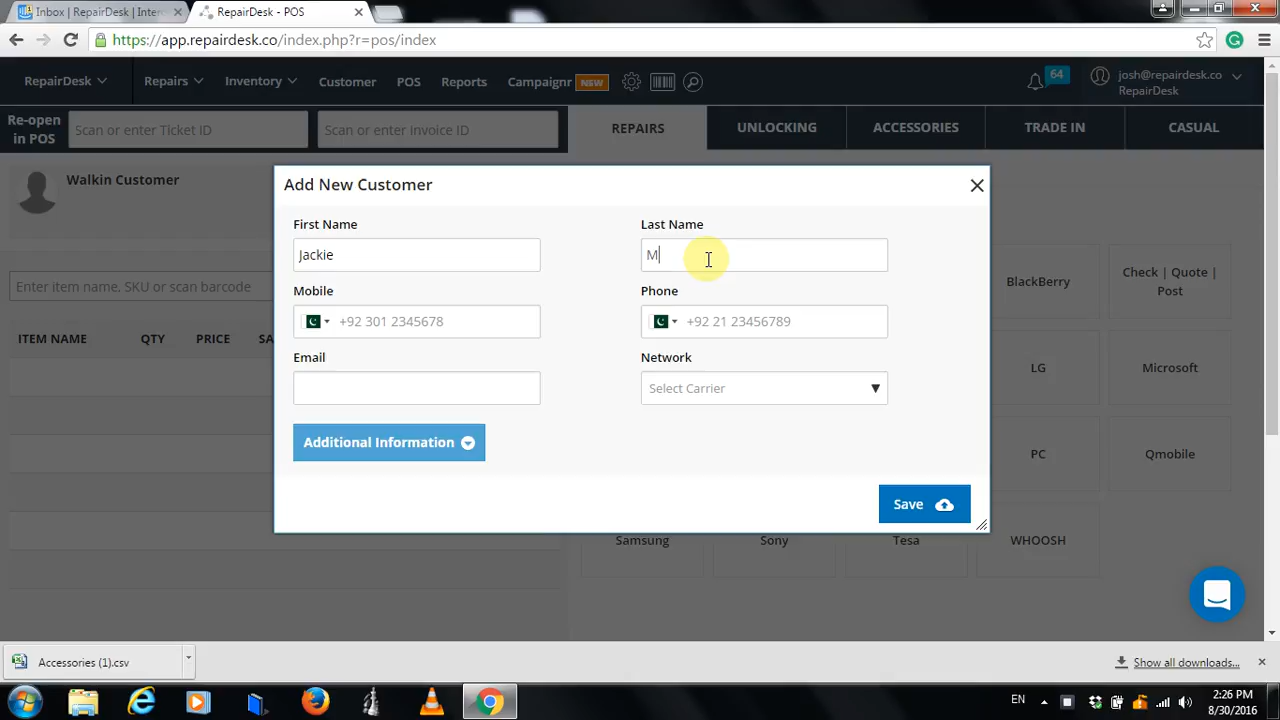 Inbox | RepairDesk | Interc
RepairDesk - POS
https://app.repairdesk.co/index.php?r=pos/index
RepairDesk Repairs Inventory Customer POS Reports Campaignr NEW 64 josh@repairdesk.co
RepairDesk
Re-open
in POS
Scan or enter Ticket ID Scan or enter Invoice ID REPAIRS UNLOCKING ACCESSORIES TRADE IN CASUAL
Walkin Customer
Add New Customer
First Name Last Name
Jackie M
Mobile Phone
+92 301 2345678 +92 21 23456789
Email Network
Select Carrier
Additional Information
Save
Enter item name, SKU or scan barcode
ITEM NAME QTY PRICE SA
BlackBerry Check | Quote |
Post
LG Microsoft
PC Qmobile
Samsung Sony Tesa WHOOSH
Accessories (1).csv Show all downloads...
EN 2:26 PM
8/30/2016